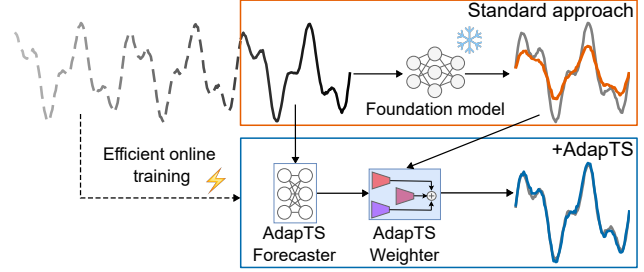 Standard approach
Foundation model
+AdapTS
Efficient online
training
AdapTS
Forecaster
AdapTS
Weighter